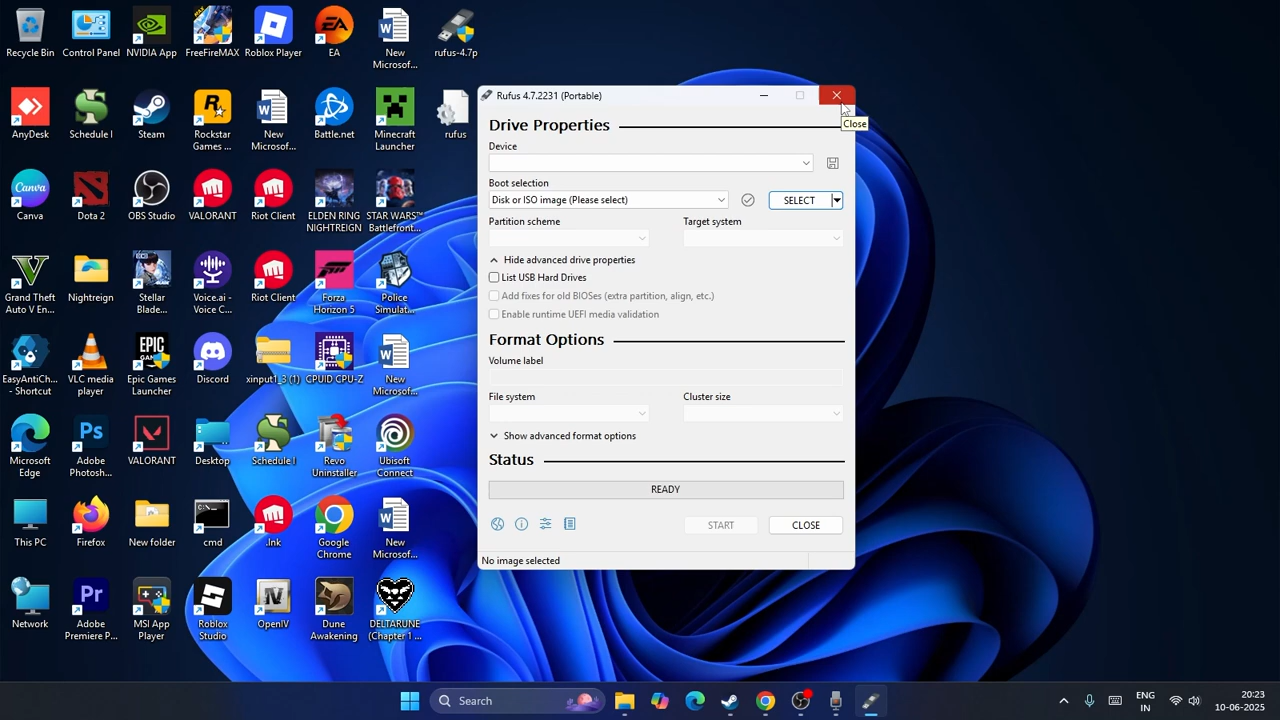 Recycle Bin
Control Panel
NVIDIA App
FreeFireMAX
Roblox Player
EA
New
Microsof...
rufus-4.7p
AnyDesk
Schedule I
Steam
Rockstar
Games ...
New
Microsof...
Battle.net
Minecraft
Launcher
rufus
Canva
Canva
Dota 2
OBS Studio
VALORANT
Riot Client
ELDEN RING
NIGHTREIGN
STAR WARS™
Battlefront...
Grand Theft
Auto V En...
Nightreign
Stellar
Blade...
Voice.ai -
Voice C...
Riot Client
Forza
Horizon 5
Police
Simulat...
EasyAntiCh...
- Shortcut
VLC media
player
EPIC
GAMES
Epic Games
Launcher
Discord
xinput1_3 (1)
CPUID CPU-Z
New
Microsof...
Microsoft
Edge
Ps
Adobe
Photosh...
VALORANT
Desktop
Schedule I
Revo
Uninstaller
Ubisoft
Connect
This PC
Firefox
New folder
cmd
.lnk
Google
Chrome
New
Microsof...
Network
Pr
Adobe
Premiere P...
MSI App
Player
Roblox
Studio
IV
OpenIV
Dune
Awakening
DELTARUNE
(Chapter 1 ...
Rufus 4.7.2231 (Portable)
Close
Drive Properties
Device
Boot selection
Disk or ISO image (Please select)
SELECT
Partition scheme
Target system
Hide advanced drive properties
List USB Hard Drives
Add fixes for old BIOSes (extra partition, align, etc.)
Enable runtime UEFI media validation
Format Options
Volume label
File system
Cluster size
Show advanced format options
Status
READY
START
CLOSE
No image selected
Search
ENG
IN
20:23
10-06-2025